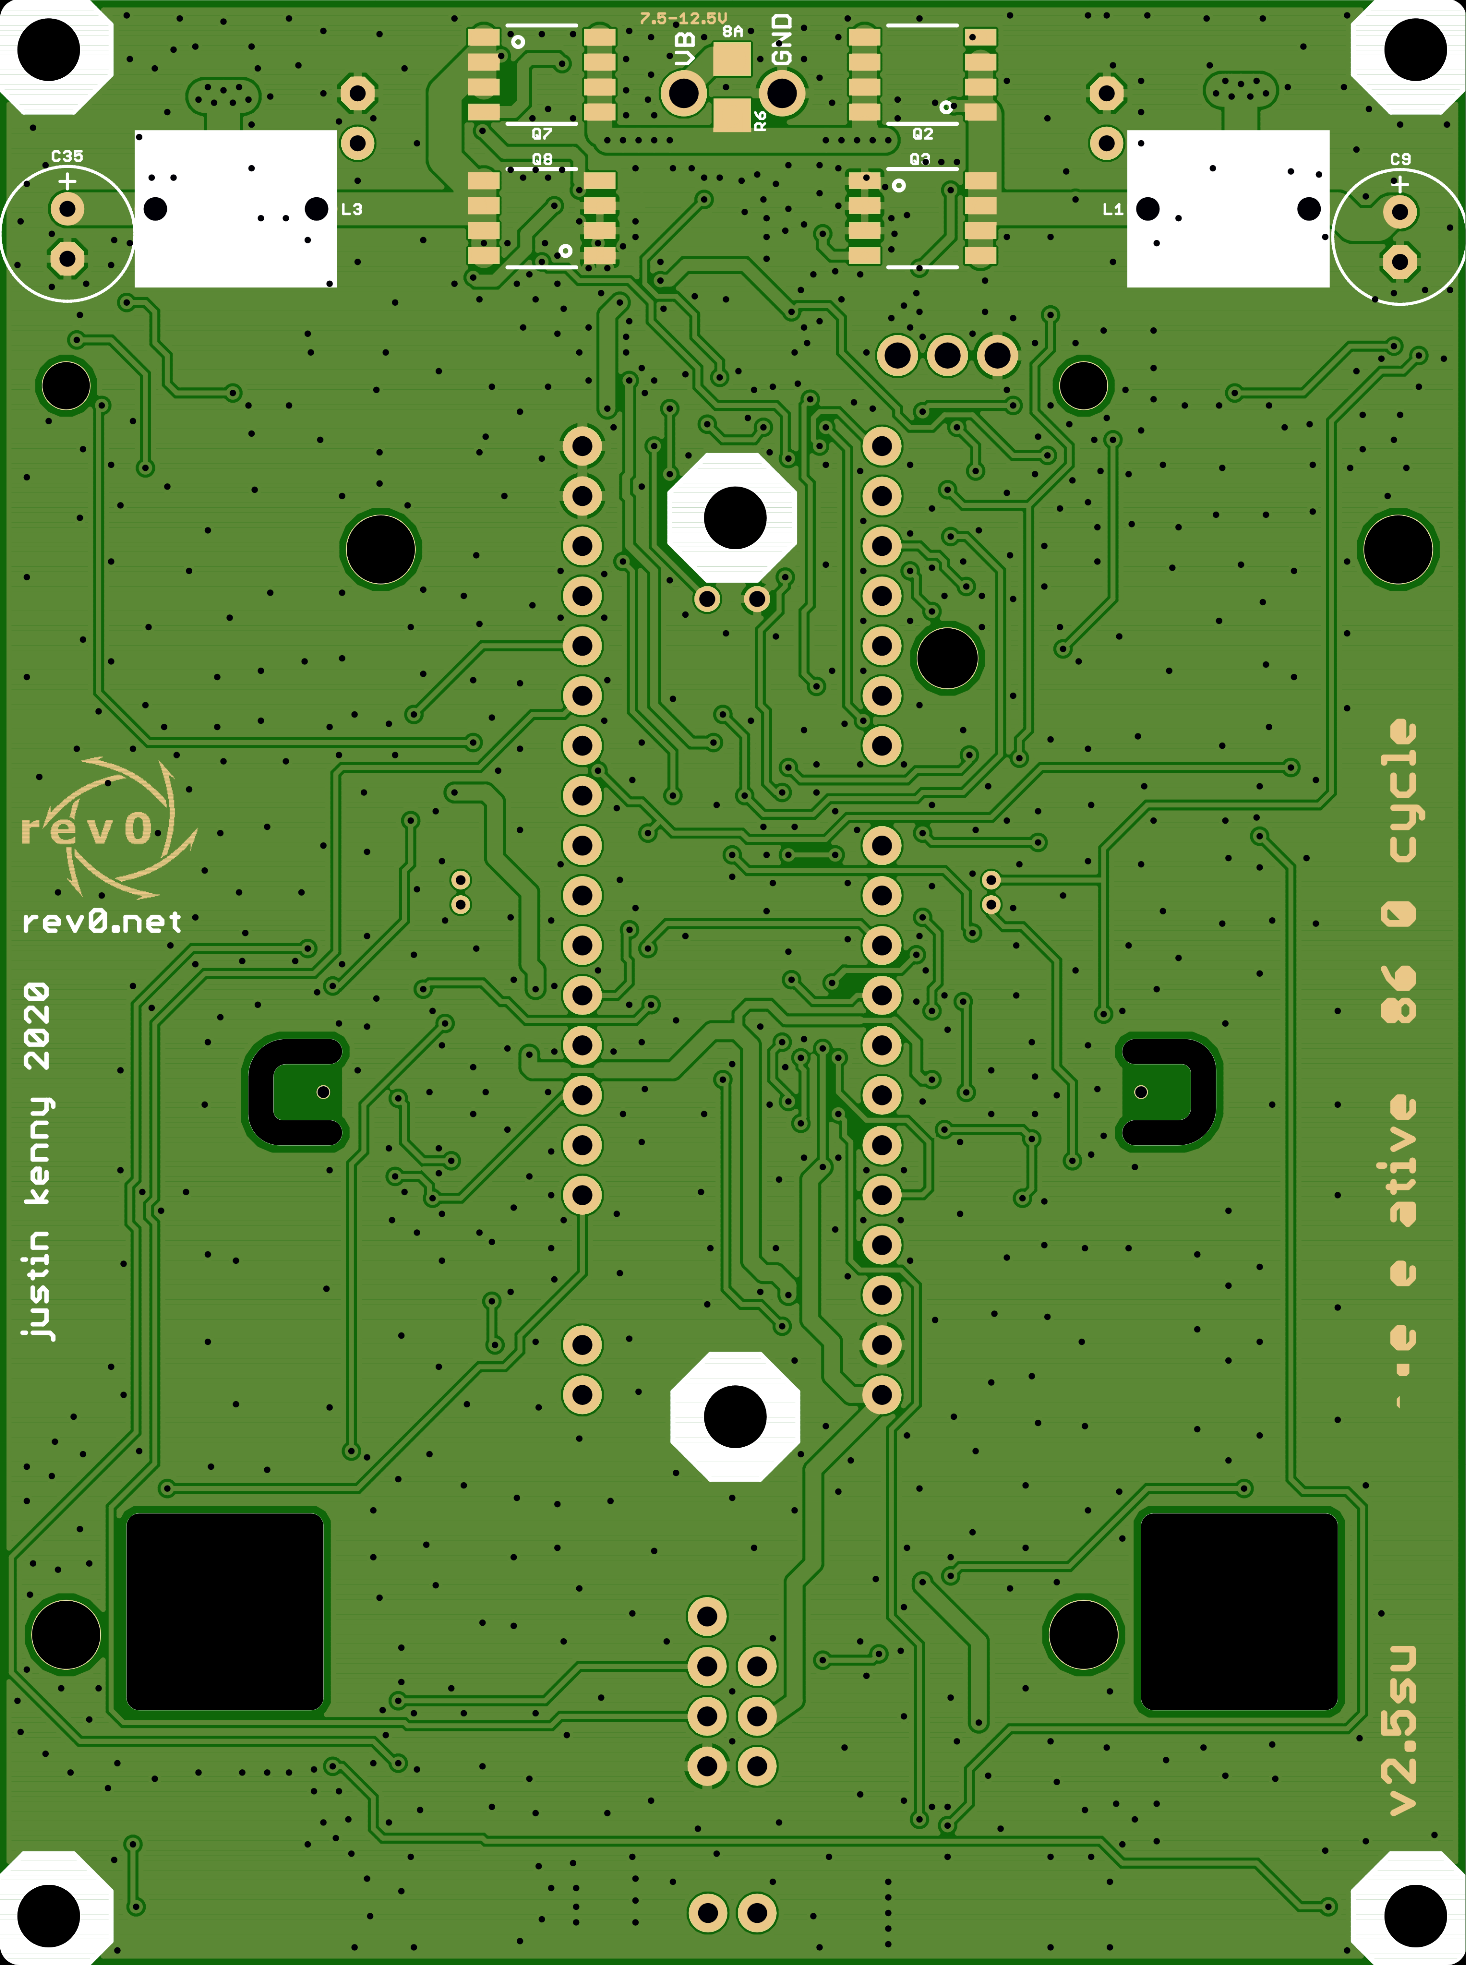 7.5-12.5V
8A
VB
GND
R6
Q7
Q2
Q8
Q3
C35
+
L3
L1
C9
+
rev0
rev0.net
justin kenny 2020
86 0 cycle
e ative
e
v2.5su